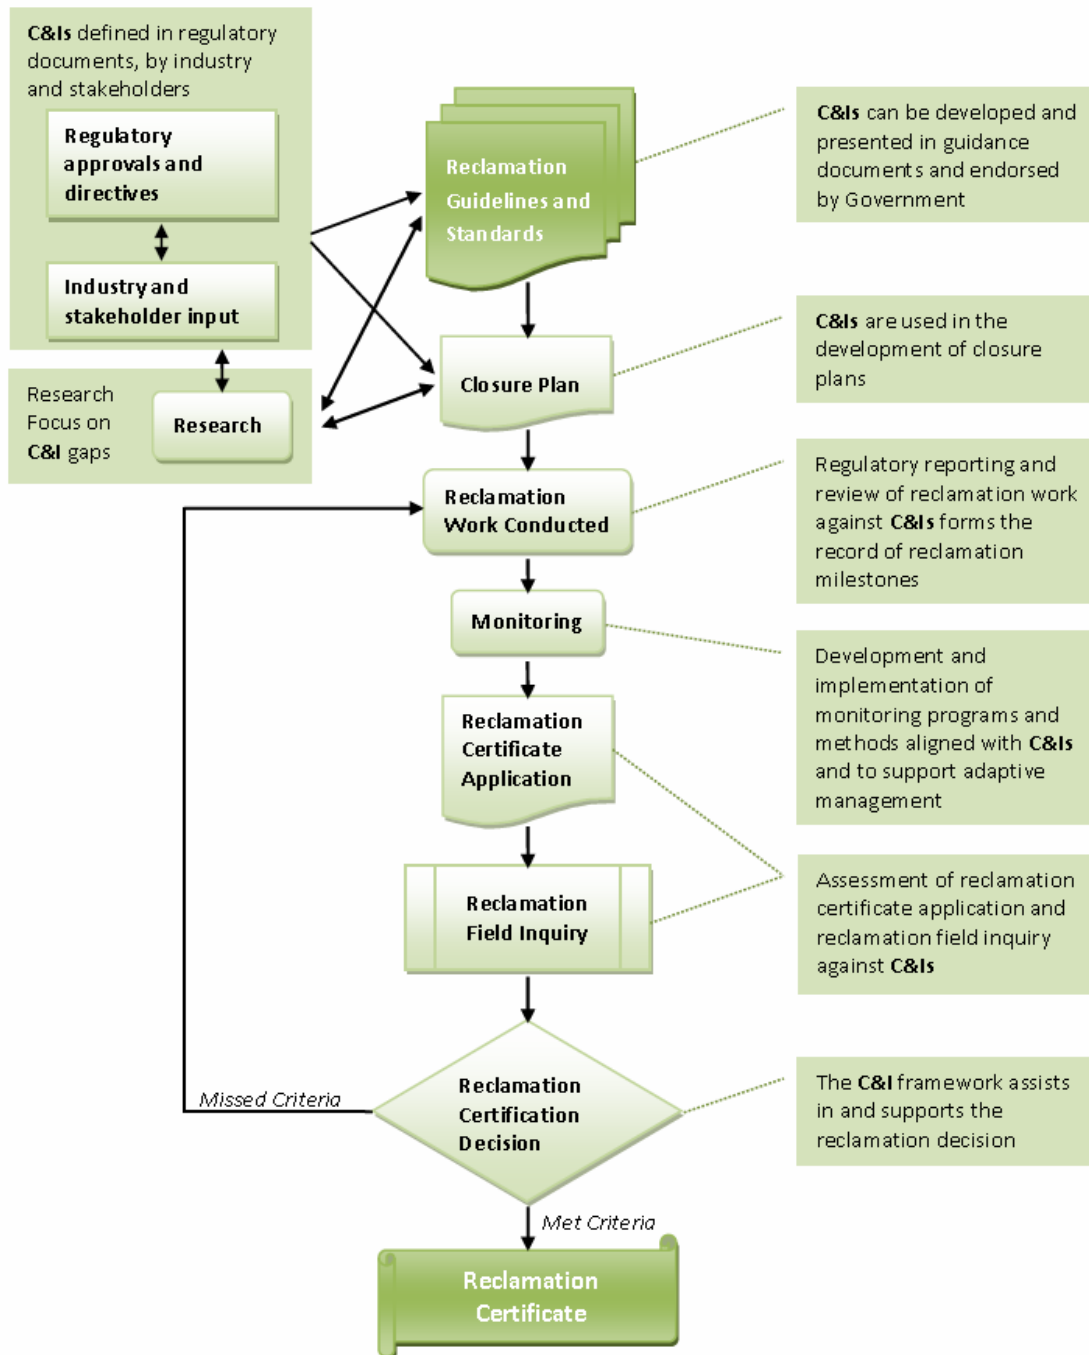 C&Is defined in regulatory
documents, by industry
and stakeholders
Regulatory
approvals and
directives
Industry and
stakeholder input
Research
Focus on
C&I gaps
Research
Reclamation
Guidelines and
Standards
C&Is can be developed and
presented in guidance
documents and endorsed
by Government
Closure Plan
C&Is are used in the
development of closure
plans
Reclamation
Work Conducted
Regulatory reporting and
review of reclamation work
against C&Is forms the
record of reclamation
milestones
Monitoring
Development and
implementation of
monitoring programs and
methods aligned with C&Is
and to support adaptive
management
Reclamation
Certificate
Application
Reclamation
Field Inquiry
Assessment of reclamation
certificate application and
reclamation field inquiry
against C&Is
Reclamation
Certification
Decision
Missed Criteria
The C&I framework assists
in and supports the
reclamation decision
Met Criteria
Reclamation
Certificate